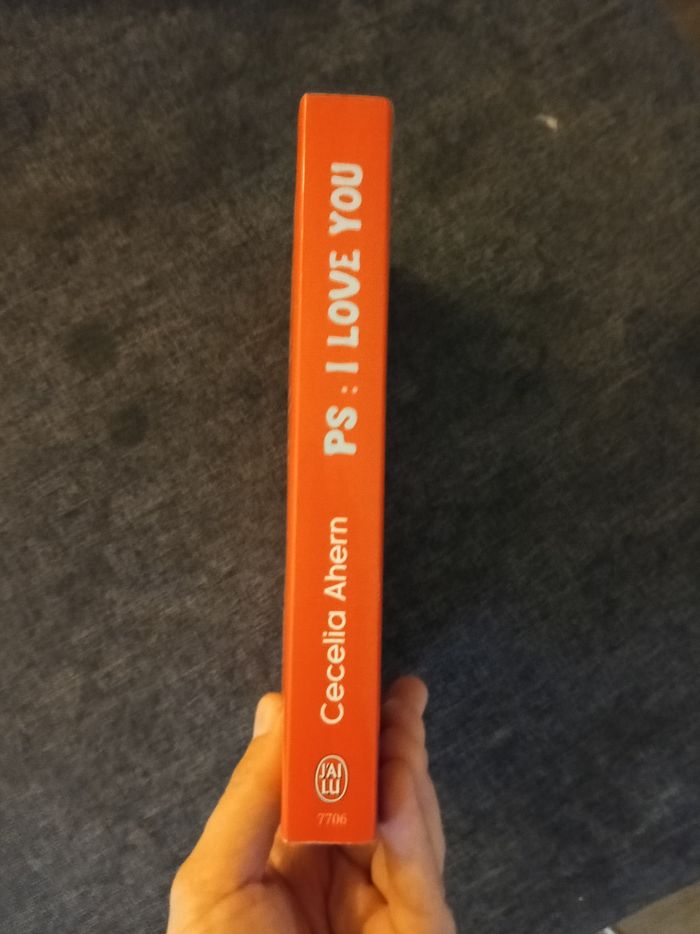 Cecelia Ahern
PS : I LOVE YOU
J'AI
LU
7706